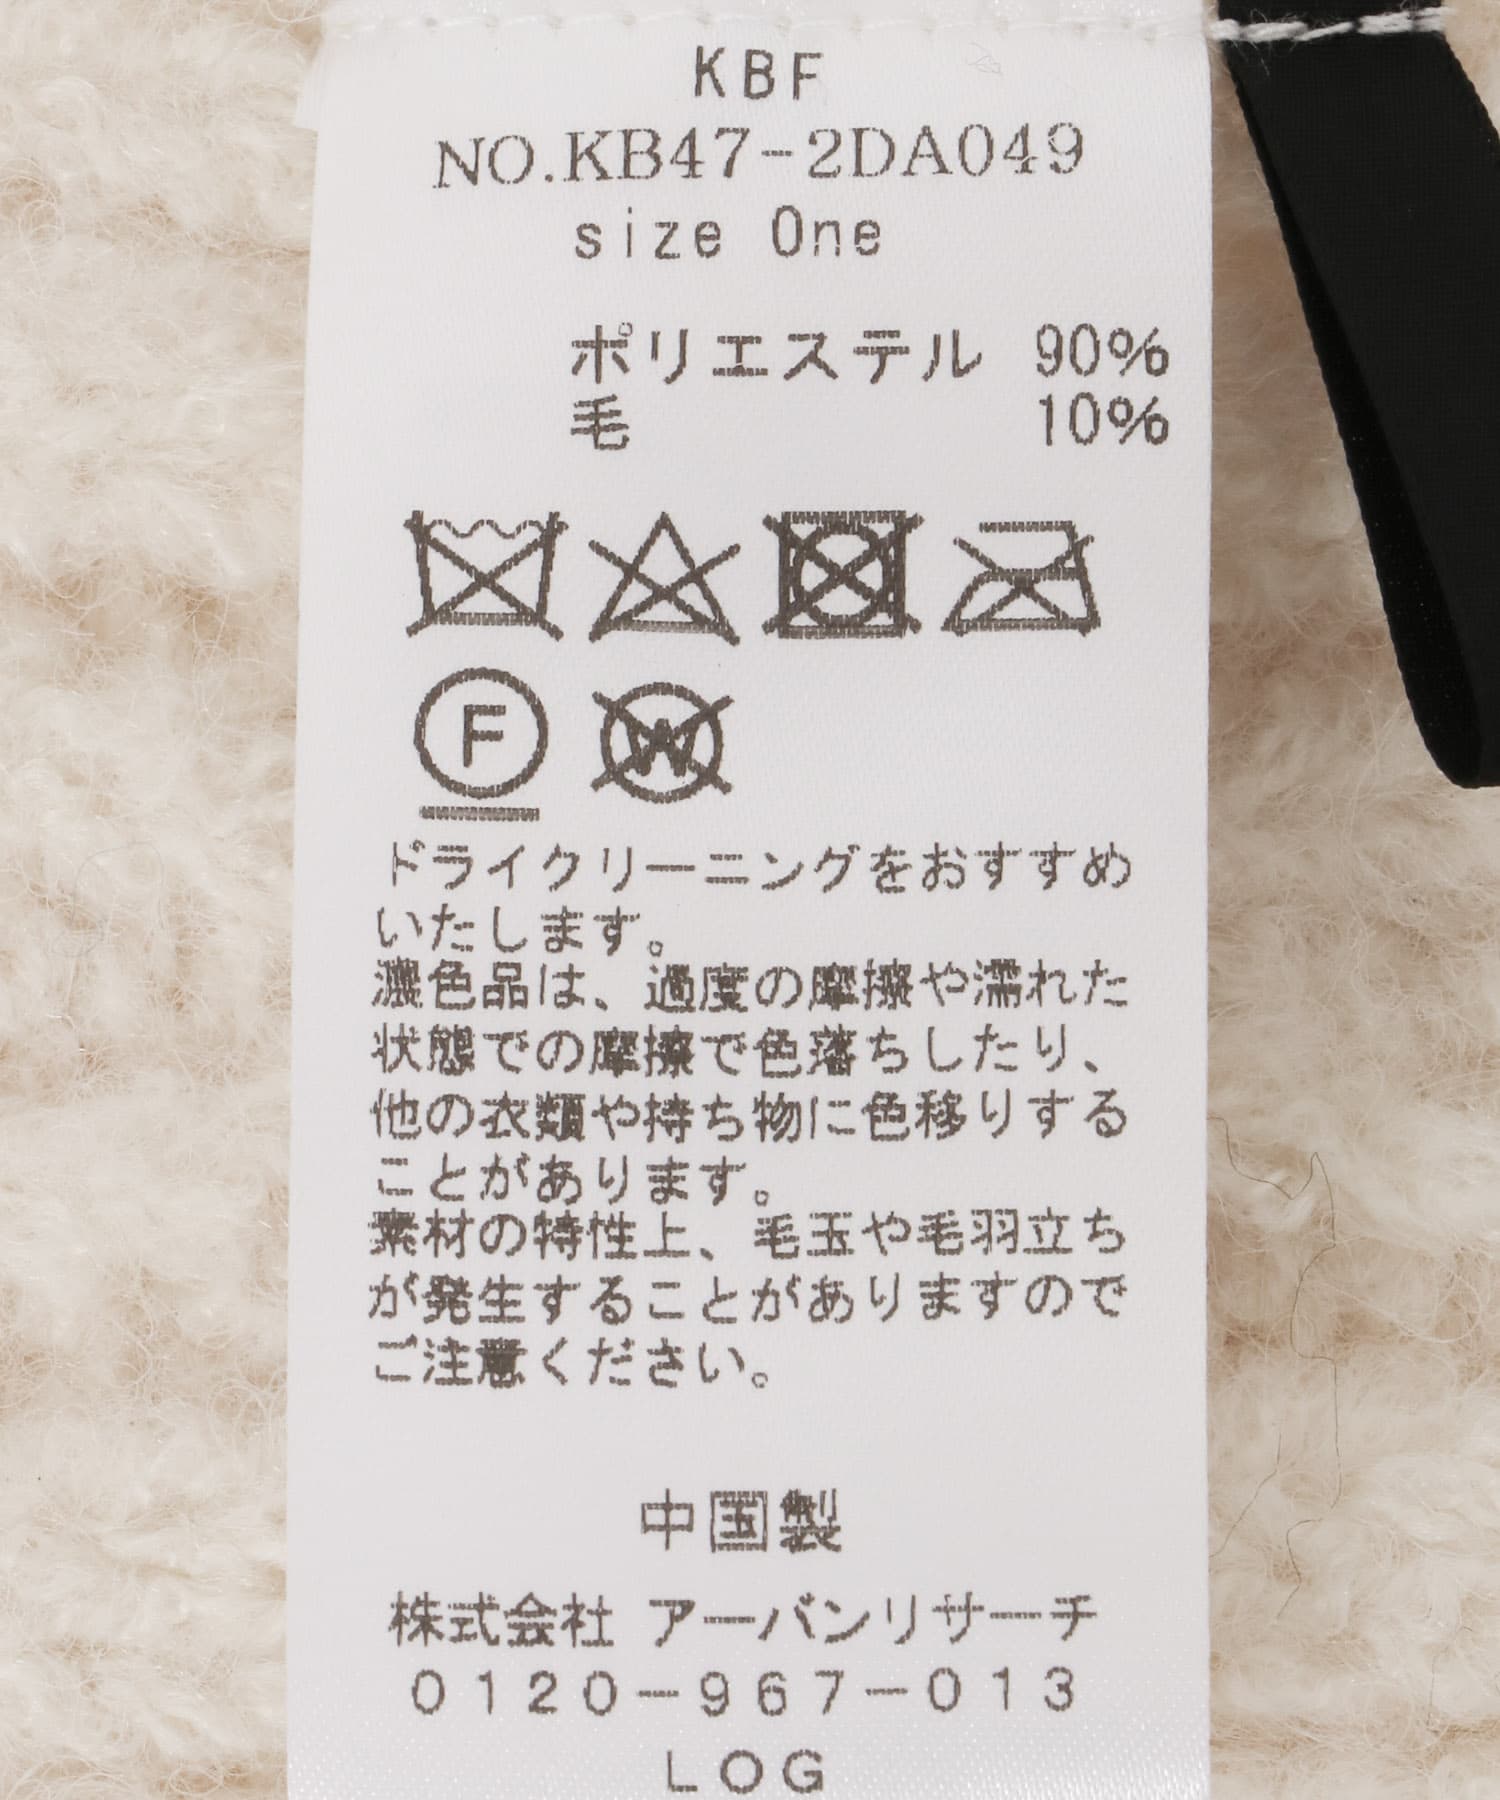 KBF
NO.KB47-2DA049
size One
ポリエステル 90%
毛 10%
F
W
ドライクリーニングをおすすめ
いたします。
濃色品は、過度の摩擦や濡れた
状態での摩擦で色落ちしたり、
他の衣類や持ち物に色移りする
ことがあります。
素材の特性上、毛玉や毛羽立ち
が発生することがありますので
ご注意ください。
中国製
株式会社 アーバンリサーチ
0120-967-013
LOG